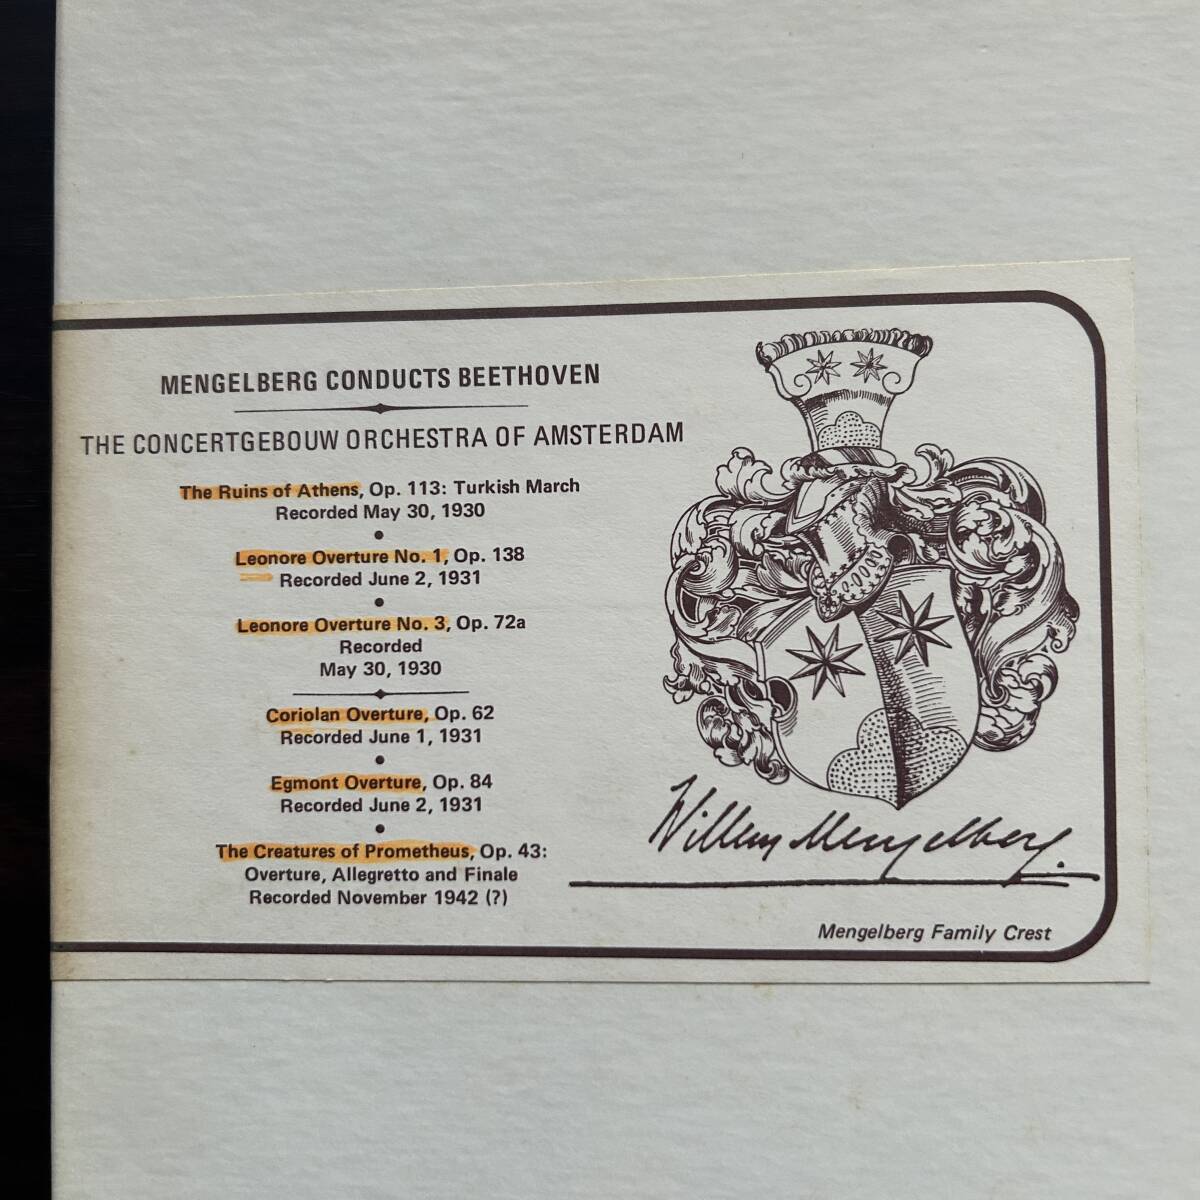 MENGELBERG CONDUCTS BEETHOVEN
THE CONCERTGEBOUW ORCHESTRA OF AMSTERDAM
The Ruins of Athens, Op. 113: Turkish March
Recorded May 30, 1930
•
Leonore Overture No. 1, Op. 138
Recorded June 2, 1931
•
Leonore Overture No. 3, Op. 72a
Recorded
May 30, 1930
Coriolan Overture, Op. 62
Recorded June 1, 1931
•
Egmont Overture, Op. 84
Recorded June 2, 1931
•
The Creatures of Prometheus, Op. 43:
Overture, Allegretto and Finale
Recorded November 1942 (?)
Willem Mengelberg.
Mengelberg Family Crest